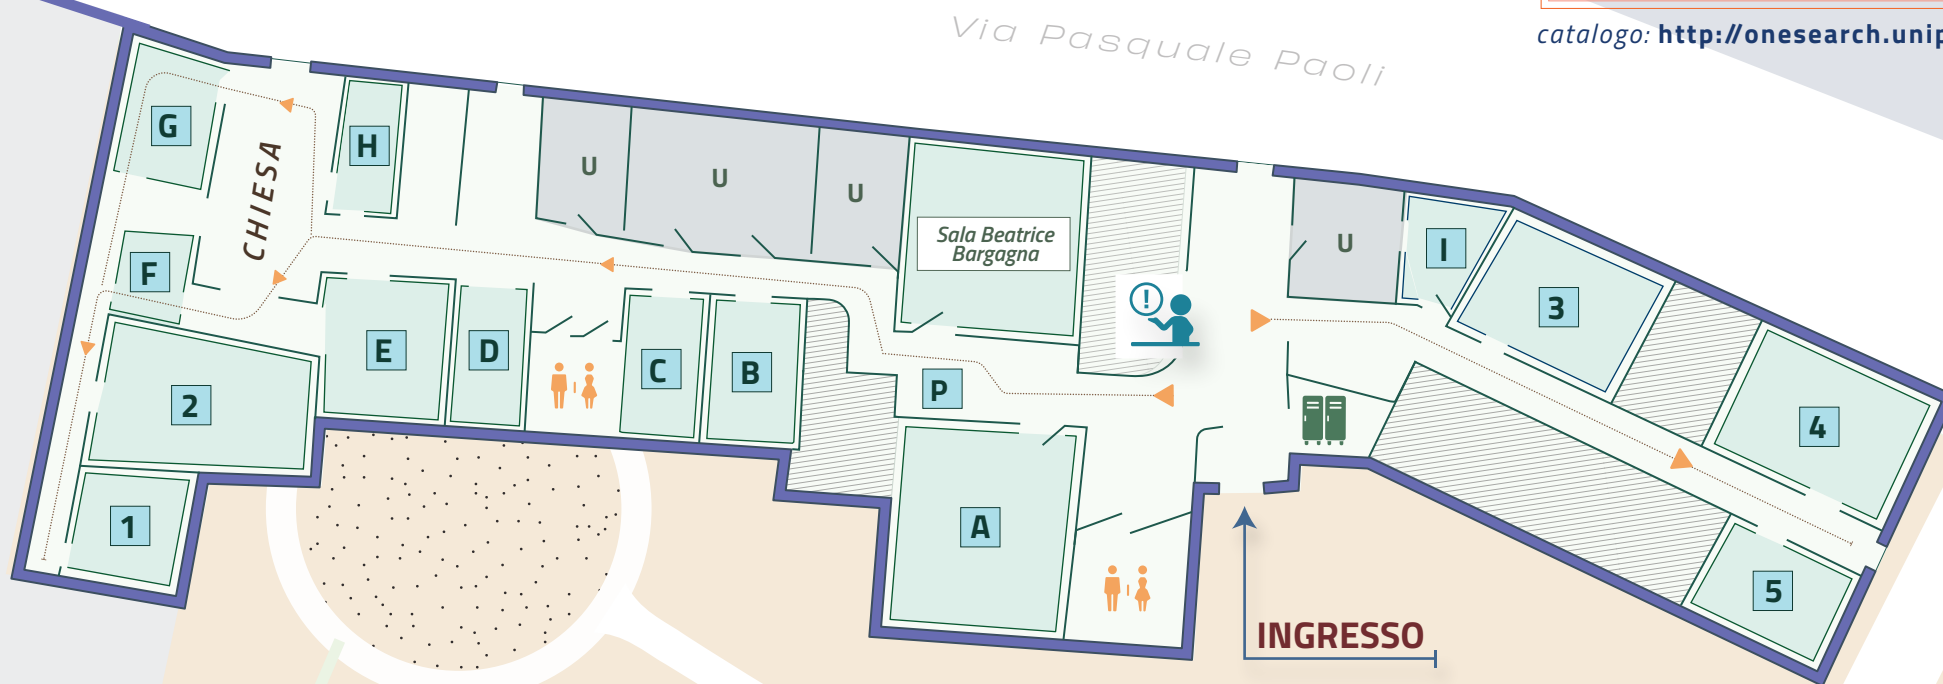 Via Pasquale Paoli
catalogo: http://onesearch.unip
G
H
CHIESA
U
U
U
Sala Beatrice
Bargagna
!
U
I
3
F
E
D
C
B
P
2
4
1
A
5
INGRESSO